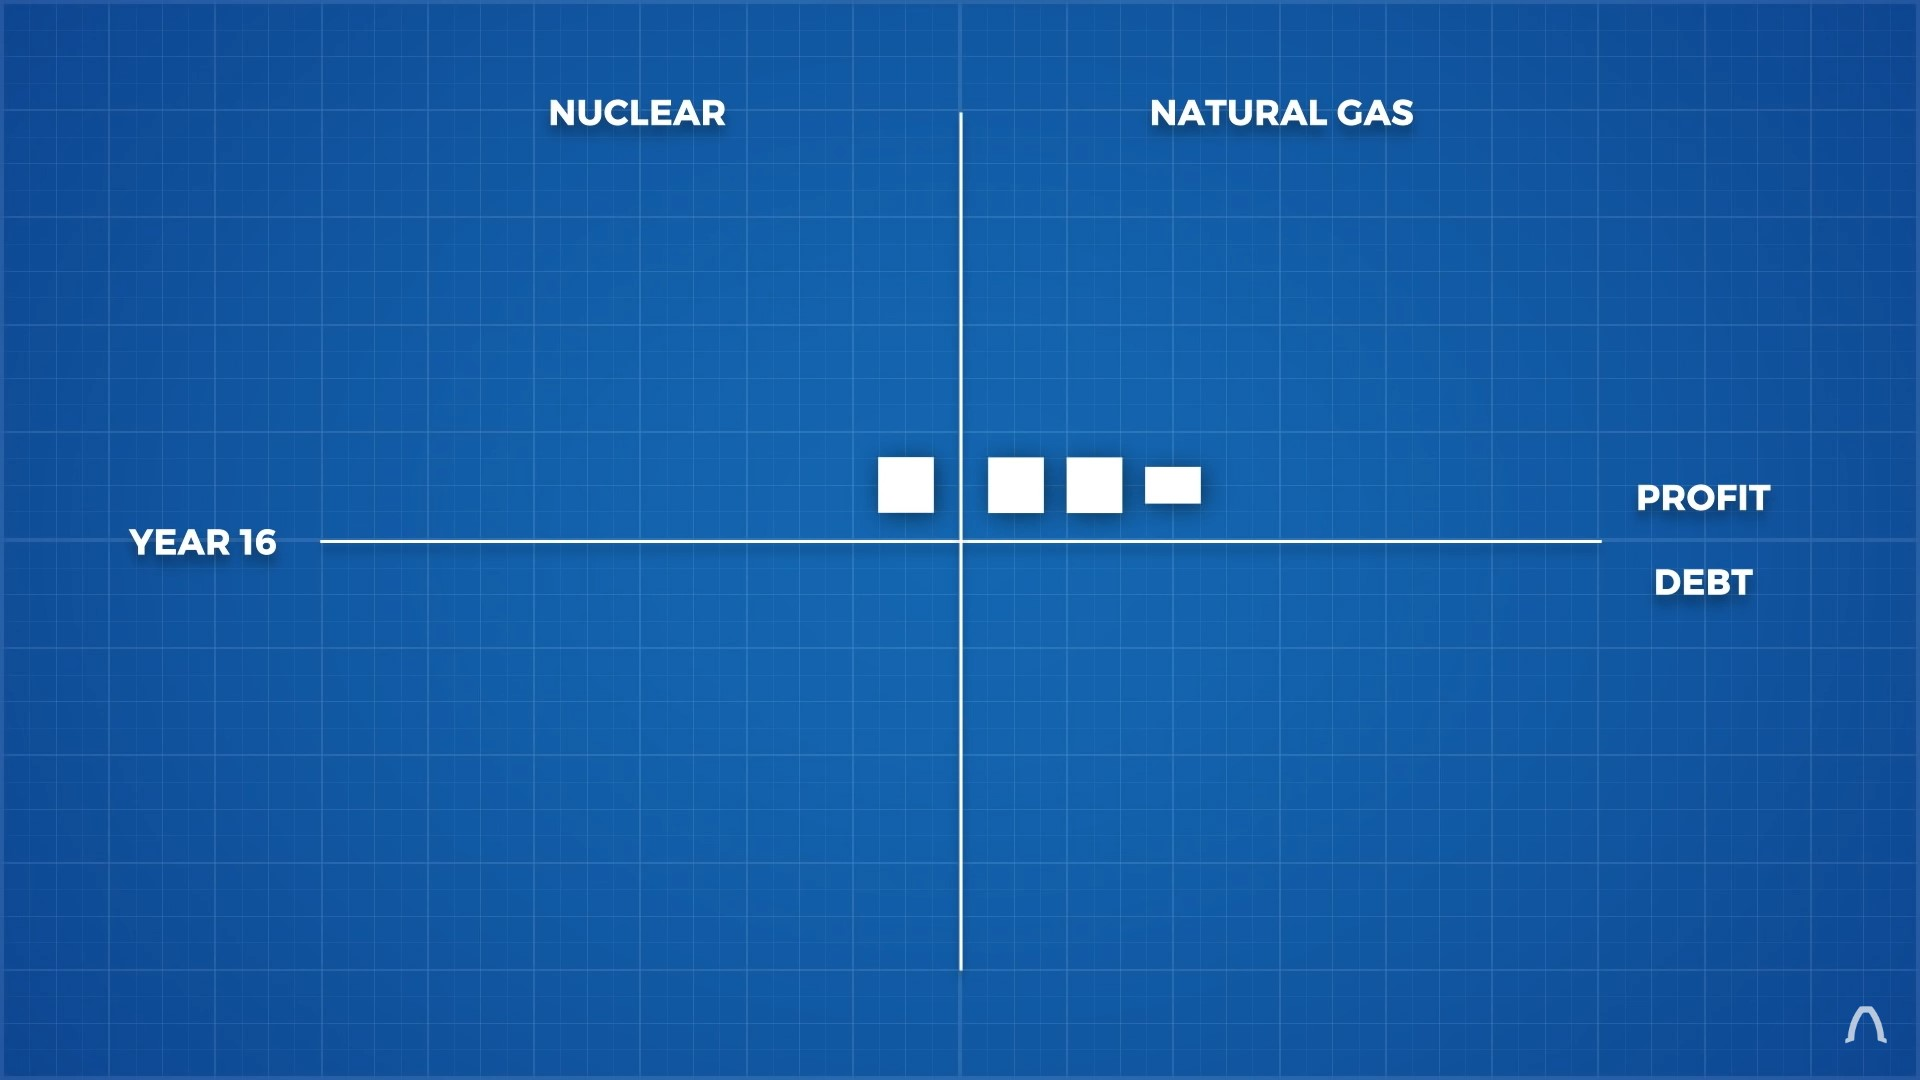 NUCLEAR
NATURAL GAS
PROFIT
YEAR 16
DEBT